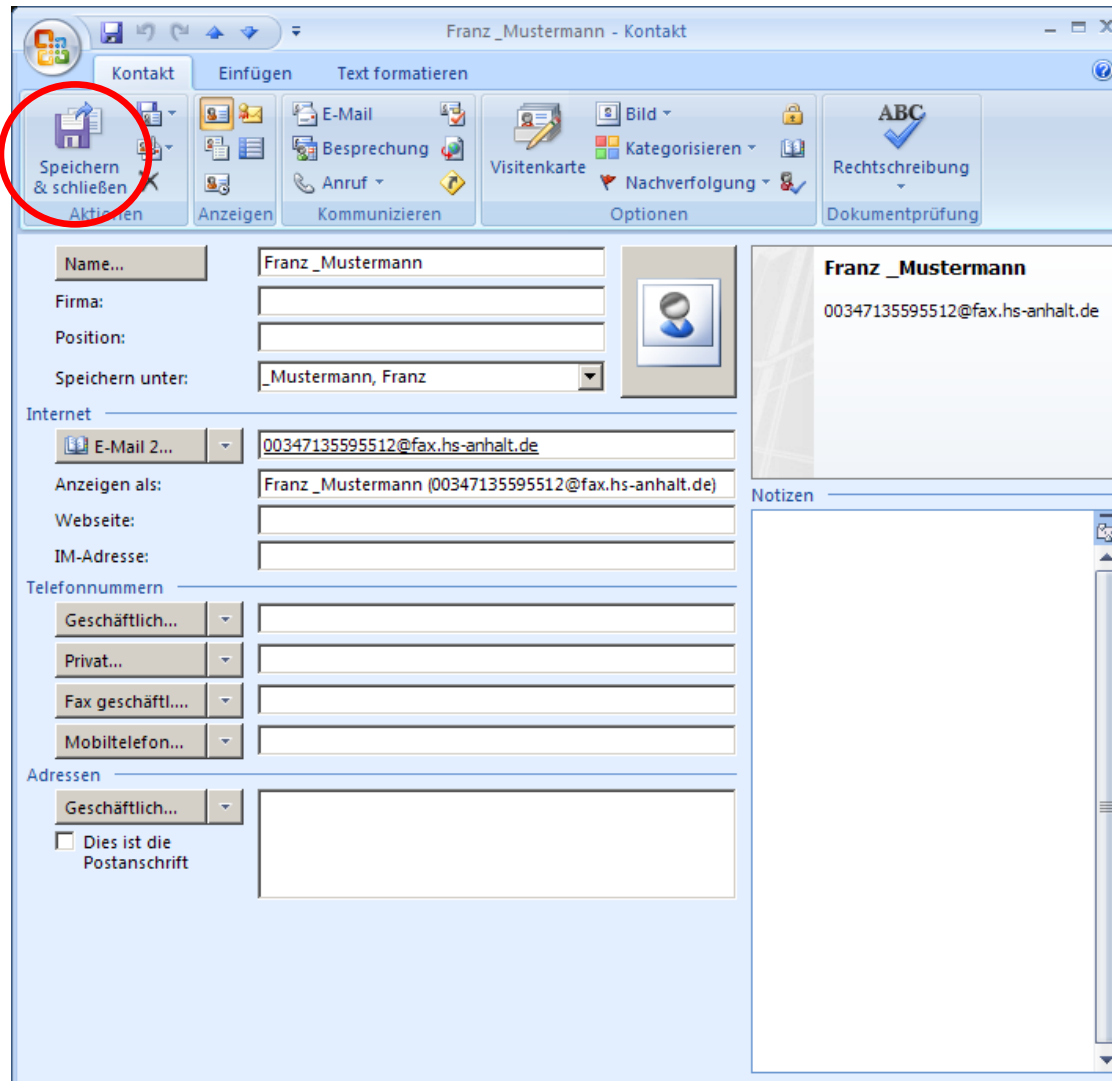 Franz _Mustermann - Kontakt
Kontakt Einfügen Text formatieren
Speichern
& schließen
Aktionen
Anzeigen
E-Mail
Besprechung
Anruf
Kommunizieren
Visitenkarte
Bild
Kategorisieren
Nachverfolgung
Optionen
ABC
Rechtschreibung
Dokumentprüfung
Name... Franz _Mustermann
Firma:
Position:
Speichern unter: _Mustermann, Franz
Internet
E-Mail 2... 00347135595512@fax.hs-anhalt.de
Anzeigen als: Franz _Mustermann (00347135595512@fax.hs-anhalt.de)
Webseite:
IM-Adresse:
Telefonnummern
Geschäftlich...
Privat...
Fax geschäftl....
Mobiltelefon...
Adressen
Geschäftlich...
Dies ist die
Postanschrift
Franz _Mustermann
00347135595512@fax.hs-anhalt.de
Notizen